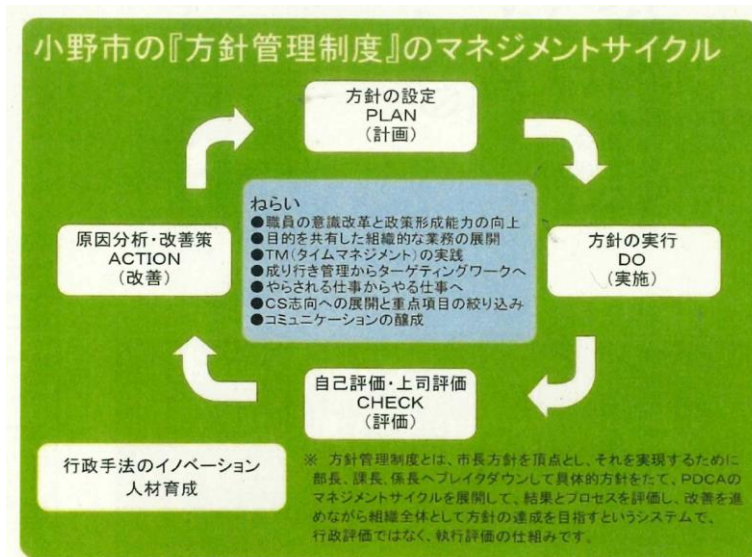 小野市の『方針管理制度』のマネジメントサイクル
方針の設定
PLAN
(計画)
方針の実行
DO
(実施)
自己評価・上司評価
CHECK
(評価)
原因分析・改善策
ACTION
(改善)
ねらい
●職員の意識改革と政策形成能力の向上
●目的を共有した組織的な業務の展開
●TM(タイムマネジメント)の実践
●成り行き管理からターゲティングワークへ
●やらされる仕事からやる仕事へ
●CS志向への展開と重点項目の絞り込み
●コミュニケーションの醸成
行政手法のイノベーション
人材育成
※ 方針管理制度とは、市長方針を頂点とし、それを実現するために
部長、課長、係長へブレイクダウンして具体的方針をたて、PDCAの
マネジメントサイクルを展開して、結果とプロセスを評価し、改善を進
めながら組織全体として方針の達成を目指すというシステムで、
行政評価ではなく、執行評価の仕組みです。